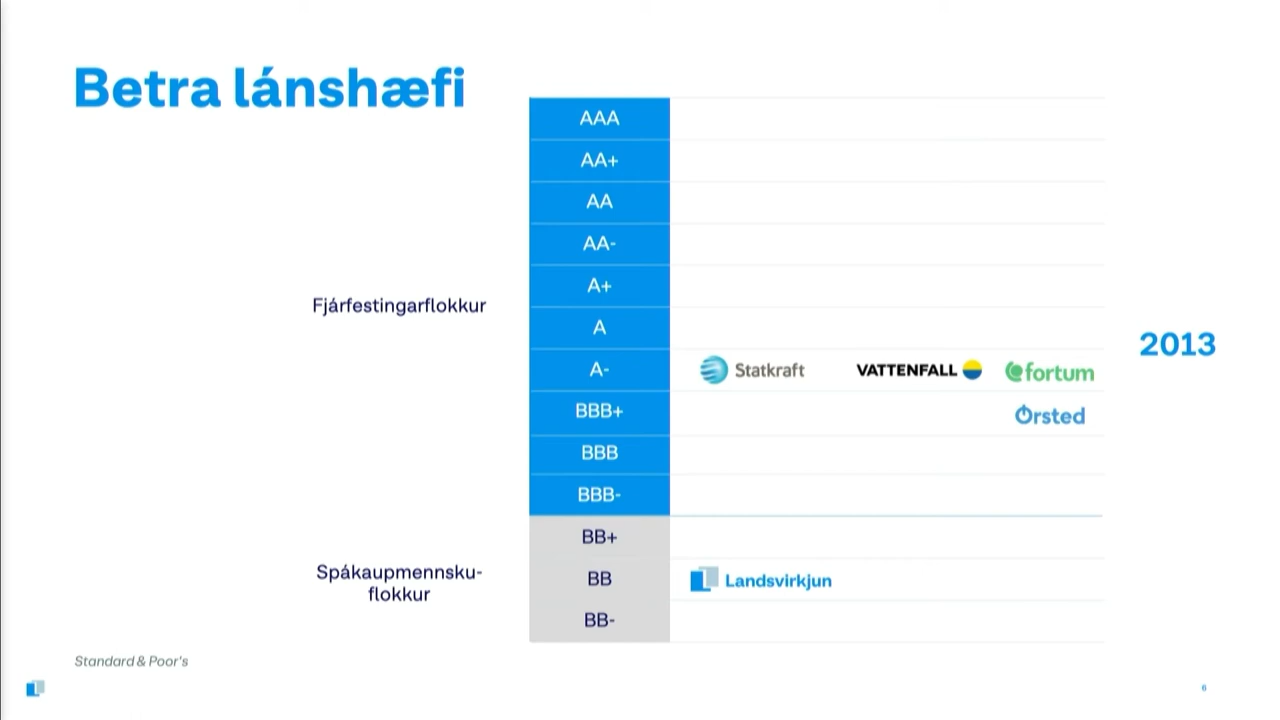 Betra lánshæfi
AAA
AA+
AA
AA-
A+
Fjárfestingarflokkur
A
2013
A-
Statkraft
VATTENFALL
fortum
BBB+
Ørsted
BBB
BBB-
BB+
Spákaupmennsku-
flokkur
BB
Landsvirkjun
BB-
Standard & Poor's
6